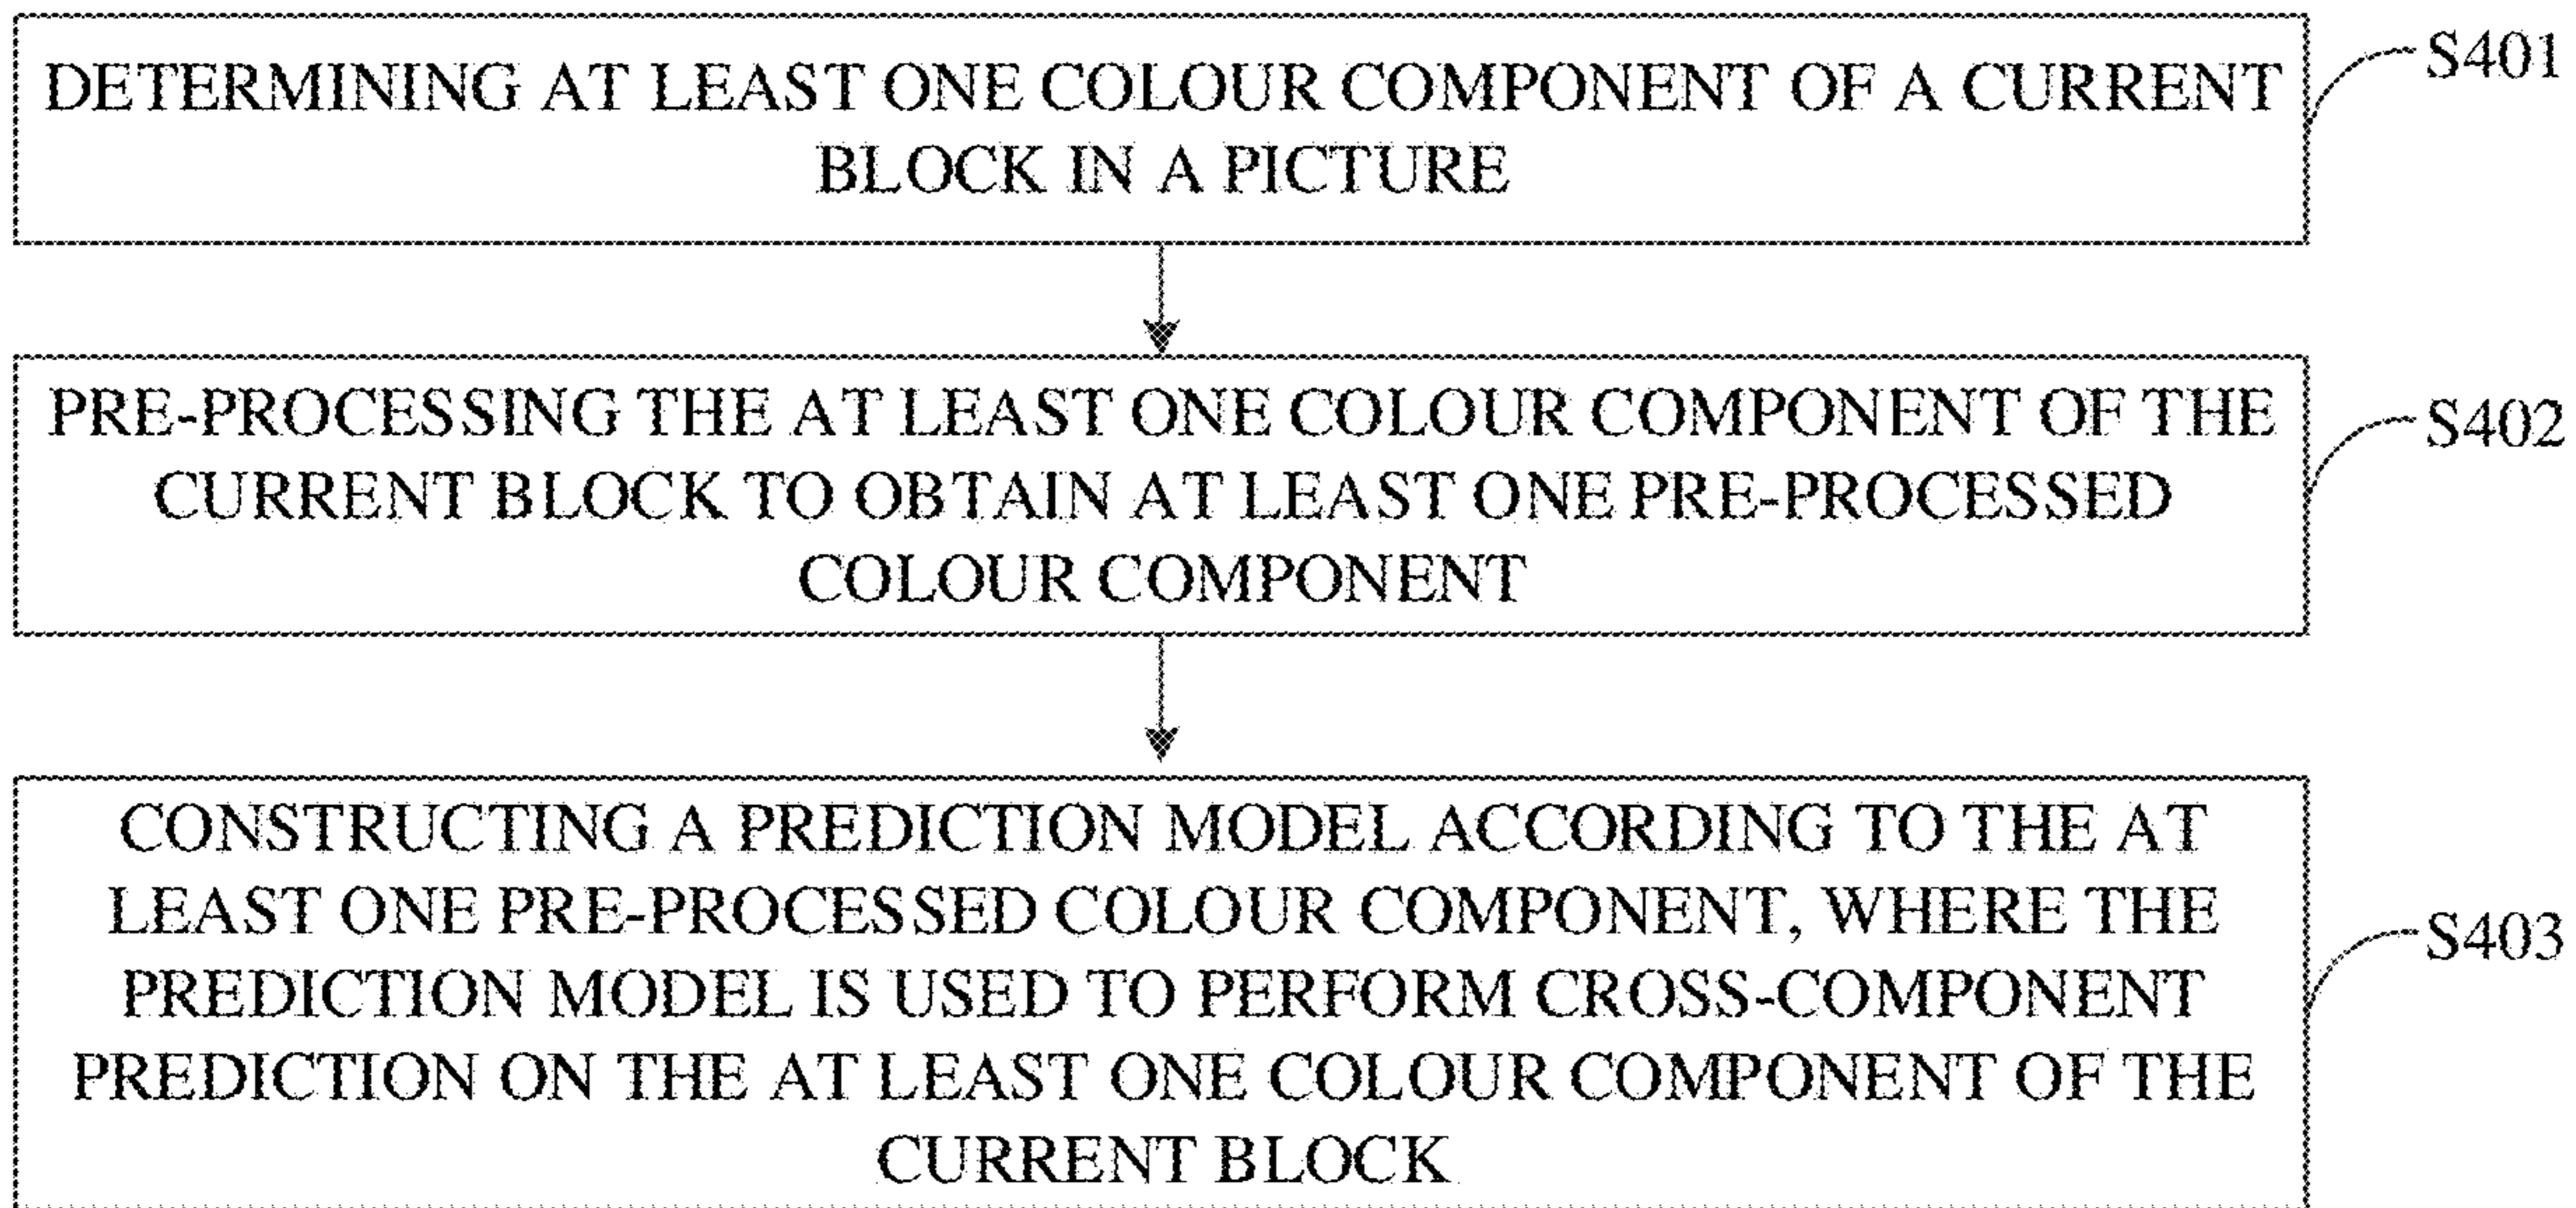 DETERMINING AT LEAST ONE COLOUR COMPONENT OF A CURRENT
BLOCK IN A PICTURE
S401
PRE-PROCESSING THE AT LEAST ONE COLOUR COMPONENT OF THE
CURRENT BLOCK TO OBTAIN AT LEAST ONE PRE-PROCESSED
COLOUR COMPONENT
S402
CONSTRUCTING A PREDICTION MODEL ACCORDING TO THE AT
LEAST ONE PRE-PROCESSED COLOUR COMPONENT, WHERE THE
PREDICTION MODEL IS USED TO PERFORM CROSS-COMPONENT
PREDICTION ON THE AT LEAST ONE COLOUR COMPONENT OF THE
CURRENT BLOCK
S403